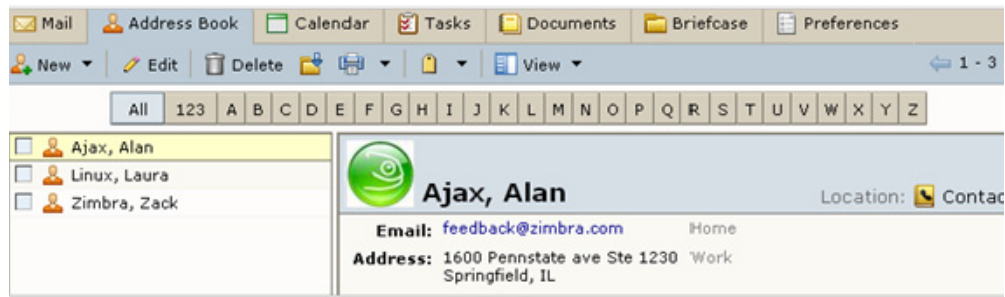 Mail Address Book Calendar Tasks Documents Briefcase Preferences
New Edit Delete View 1 - 3
All 123 A B C D E F G H I J K L M N O P Q R S T U V W X Y Z
Ajax, Alan
Linux, Laura
Zimbra, Zack
Ajax, Alan Location: Contac
Email: feedback@zimbra.com Home
Address: 1600 Pennstate ave Ste 1230 Work
Springfield, IL